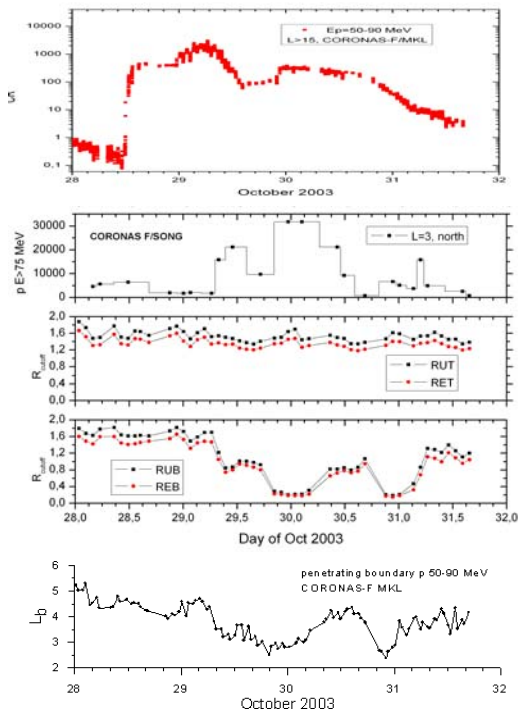 Ep=50-90 MeV
L>15, CORONAS-F/MKL
10000
1000
100
10
1
0,1
28 29 30 31 32
October 2003
CORONAS F/SONG
L=3, north
p E>75 MeV
30000
20000
10000
0
2,0
1,6
1,2
0,8
0,4
0,0
Rcutoff
RUT
RET
2,0
1,6
1,2
0,8
0,4
0,0
Rcutoff
RUB
REB
28,0 28,5 29,0 29,5 30,0 30,5 31,0 31,5 32,0
Day of Oct 2003
penetrating boundary p 50-90 MeV
CORONAS-F MKL
Lb
6
5
4
3
2
28 29 30 31 32
October 2003